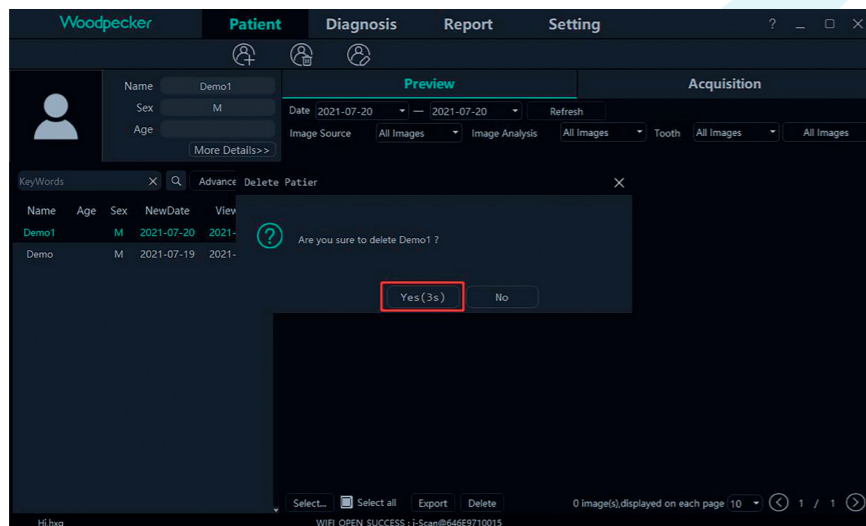 Woodpecker Patient Diagnosis Report Setting ? _ □ ×
Name Demo1
Sex M
Age
More Details>>
Preview Acquisition
Date 2021-07-20 — 2021-07-20 Refresh
Image Source All Images Image Analysis All Images Tooth All Images All Images
KeyWords X Advance
Name Age Sex NewDate View
Demo1 M 2021-07-20 2021-
Demo M 2021-07-19 2021-
Delete Patier
Are you sure to delete Demo1 ?
Yes(3s) No
Select... Select all Export Delete 0 image(s),displayed on each page 10 1 / 1
Hi,hxq WIFI OPEN SUCCESS : i-Scan@646E9710015